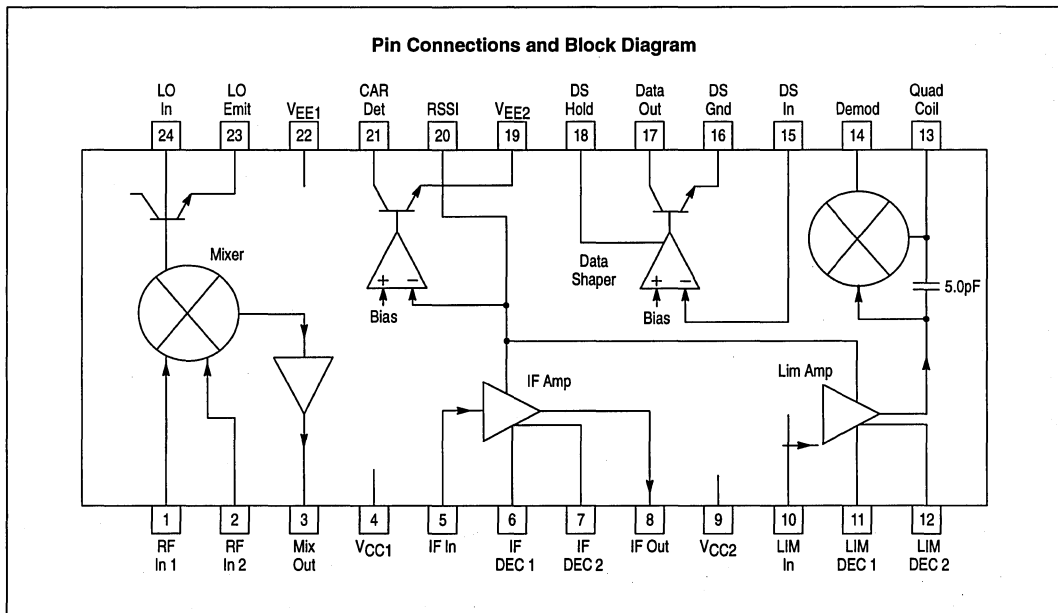 Pin Connections and Block Diagram
LO In
LO Emit
VEE1
CAR Det
RSSI
VEE2
DS Hold
Data Out
DS Gnd
DS In
Demod
Quad Coil
24
23
22
21
20
19
18
17
16
15
14
13
Mixer
Data Shaper
5.0pF
+
–
Bias
+
–
Bias
IF Amp
Lim Amp
1
2
3
4
5
6
7
8
9
10
11
12
RF In 1
RF In 2
Mix Out
VCC1
IF In
IF DEC 1
IF DEC 2
IF Out
VCC2
LIM In
LIM DEC 1
LIM DEC 2